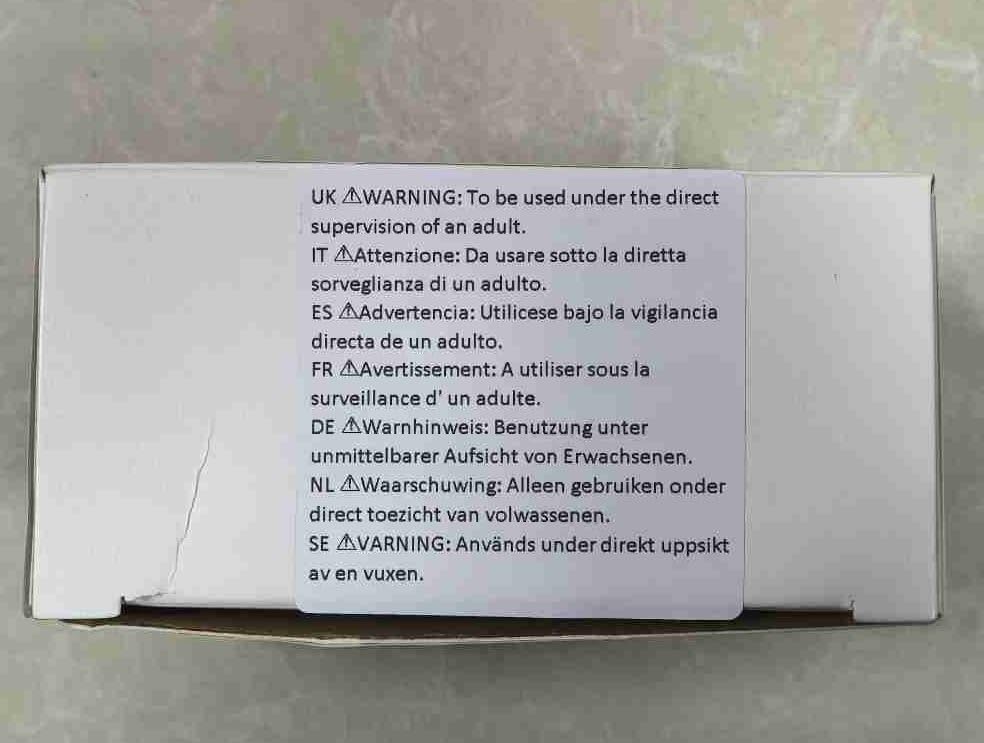 UK ⚠WARNING: To be used under the direct
supervision of an adult.
IT ⚠Attenzione: Da usare sotto la diretta
sorveglianza di un adulto.
ES ⚠Advertencia: Utilicese bajo la vigilancia
directa de un adulto.
FR ⚠Avertissement: A utiliser sous la
surveillance d' un adulte.
DE ⚠Warnhinweis: Benutzung unter
unmittelbarer Aufsicht von Erwachsenen.
NL ⚠Waarschuwing: Alleen gebruiken onder
direct toezicht van volwassenen.
SE ⚠VARNING: Används under direkt uppsikt
av en vuxen.